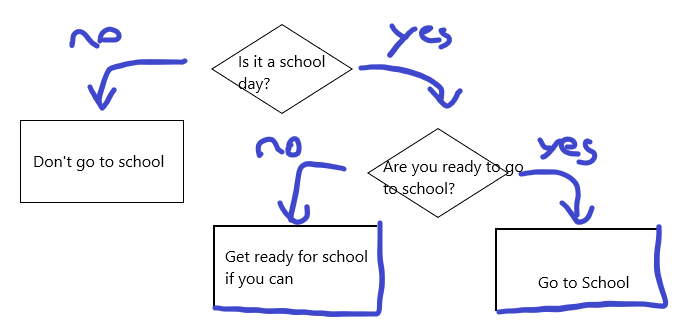 no
yes
Is it a school
day?
Don't go to school
no
yes
Are you ready to go
to school?
Get ready for school
if you can
Go to School